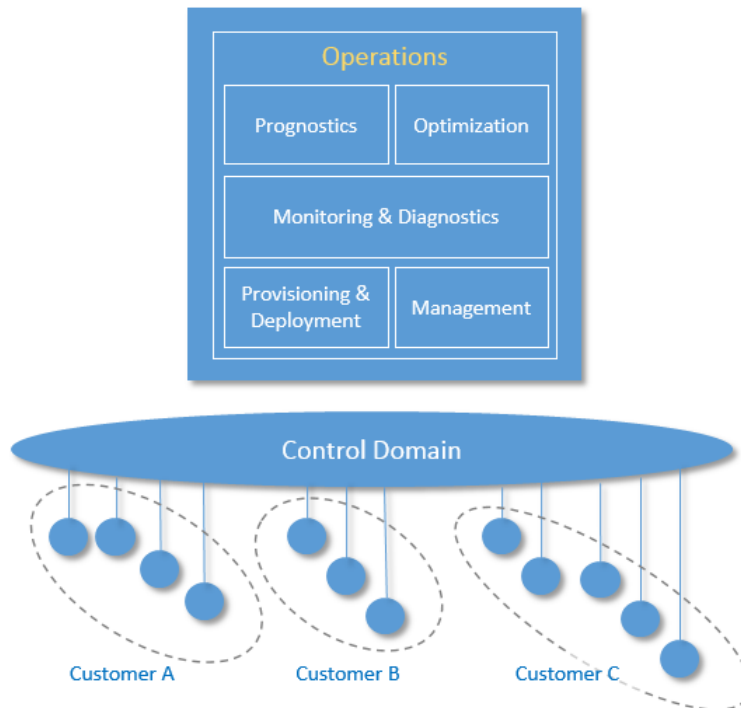 Operations
Prognostics
Optimization
Monitoring & Diagnostics
Provisioning &
Deployment
Management
Control Domain
Customer A
Customer B
Customer C